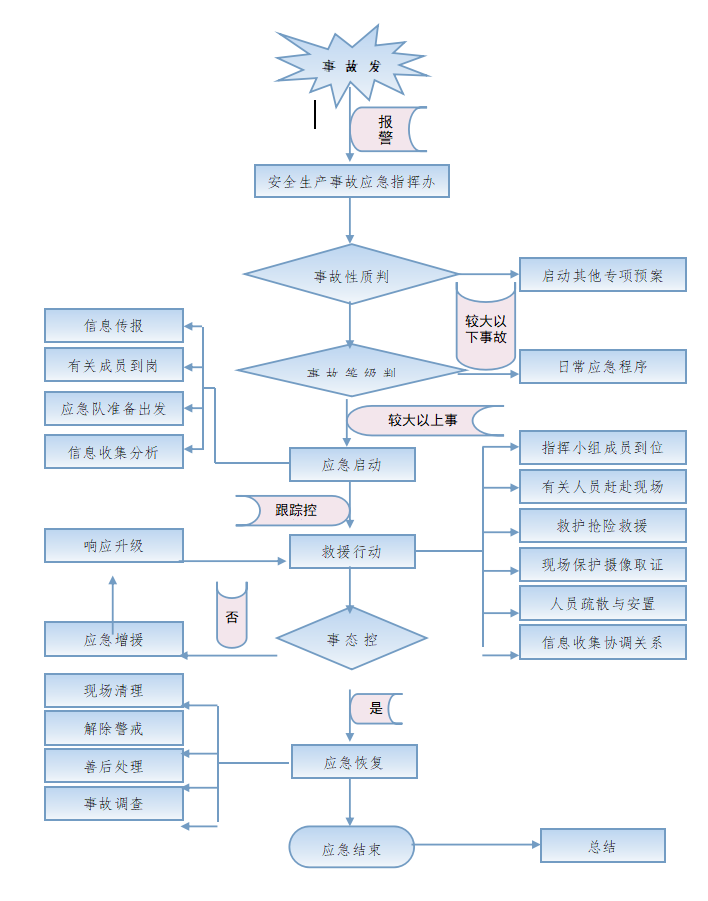 事故发
报
警
安全生产事故应急指挥办
事故性质判
启动其他专项预案
较大以
下事故
信息传报
有关成员到岗
应急队准备出发
信息收集分析
事故等级判
日常应急程序
较大以上事
应急启动
指挥小组成员到位
有关人员赶赴现场
救护抢险救援
现场保护摄像取证
人员疏散与安置
信息收集协调关系
跟踪控
响应升级
救援行动
否
应急增援
事态控
现场清理
解除警戒
善后处理
事故调查
是
应急恢复
应急结束
总结